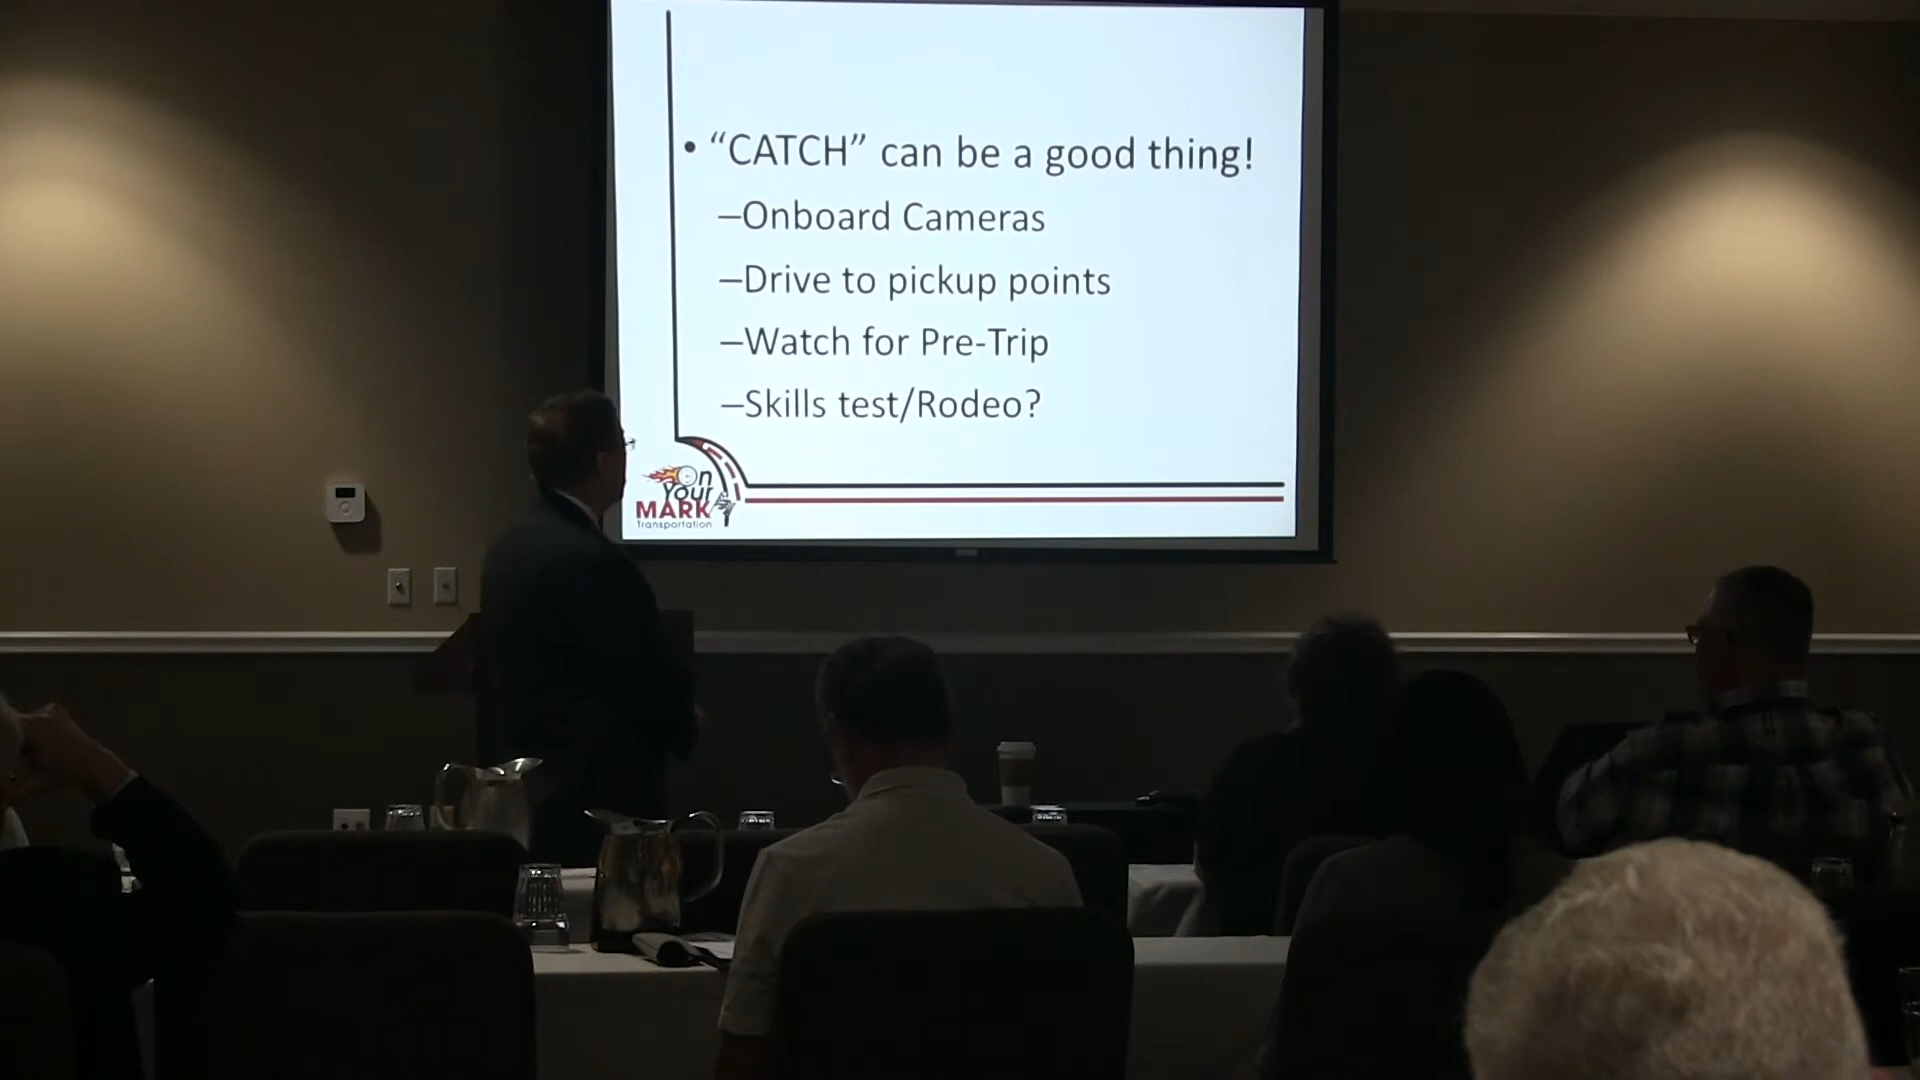 • “CATCH” can be a good thing!
–Onboard Cameras
–Drive to pickup points
–Watch for Pre-Trip
–Skills test/Rodeo?
On
Your
MARK
Transportation